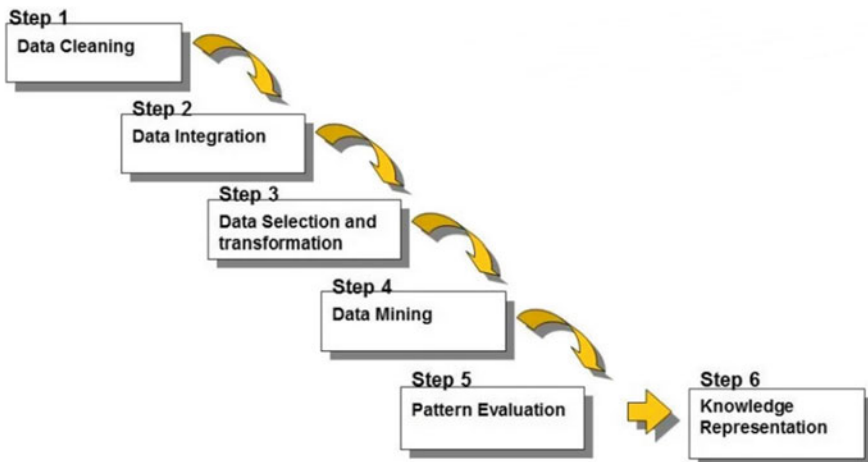 Step 1
Data Cleaning
Step 2
Data Integration
Step 3
Data Selection and
transformation
Step 4
Data Mining
Step 5
Pattern Evaluation
Step 6
Knowledge
Representation